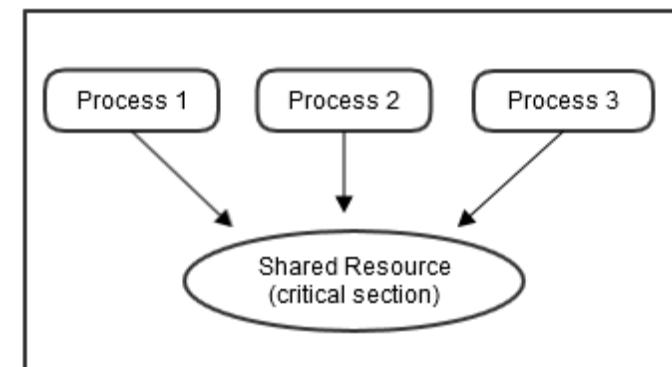 Process 1
Process 2
Process 3
Shared Resource
(critical section)